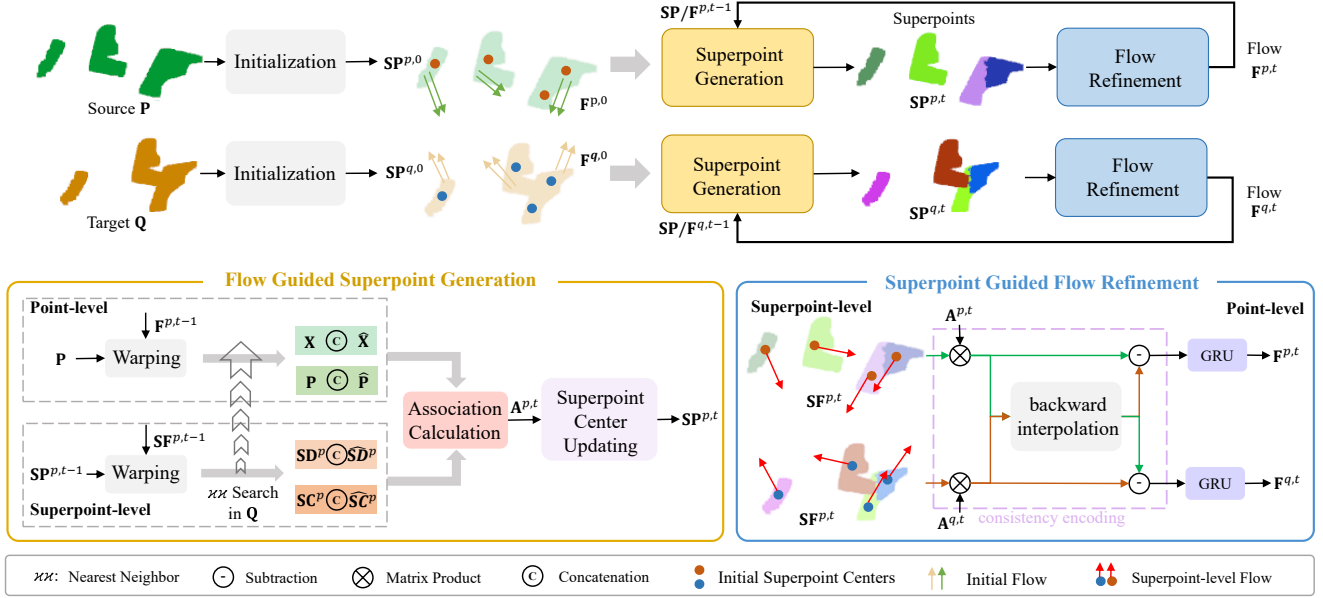 SP/F^{p,t−1}
Superpoints
Initialization
SP^{p,0}
Superpoint Generation
Flow Refinement
Flow
F^{p,t}
F^{p,0}
SP^{p,t}
Source P
Initialization
SP^{q,0}
F^{q,0}
Superpoint Generation
Flow Refinement
Flow
F^{q,t}
SP^{q,t}
Target Q
SP/F^{q,t−1}
Flow Guided Superpoint Generation
Point-level
F^{p,t−1}
P
Warping
X © X̂
P © P̂
SF^{p,t−1}
SP^{p,t−1}
Warping
𝒩𝒩 Search
in Q
SD^p © \widehat{SD}^p
SC^p © \widehat{SC}^p
Superpoint-level
Association
Calculation
A^{p,t}
Superpoint
Center
Updating
SP^{p,t}
Superpoint Guided Flow Refinement
Superpoint-level
A^{p,t}
Point-level
SF^{p,t}
GRU
F^{p,t}
backward
interpolation
SF^{p,t}
GRU
F^{q,t}
A^{q,t}
consistency encoding
𝒩𝒩: Nearest Neighbor
- Subtraction
⊗ Matrix Product
© Concatenation
Initial Superpoint Centers
Initial Flow
Superpoint-level Flow